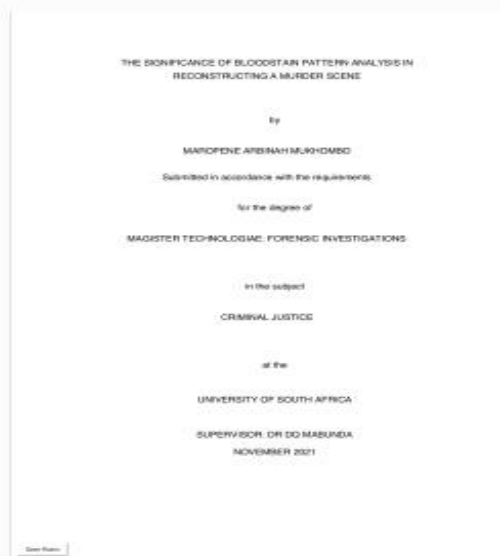 THE SIGNIFICANCE OF BLOODSTAIN PATTERN ANALYSIS IN
RECONSTRUCTING A MURDER SCENE
by
MAROPENE ARBINAH MUKHOMBO
Submitted in accordance with the requirements
for the degree of
MAGISTER TECHNOLOGIAE: FORENSIC INVESTIGATIONS
in the subject
CRIMINAL JUSTICE
at the
UNIVERSITY OF SOUTH AFRICA
SUPERVISOR: DR DQ MABUNDA
NOVEMBER 2021